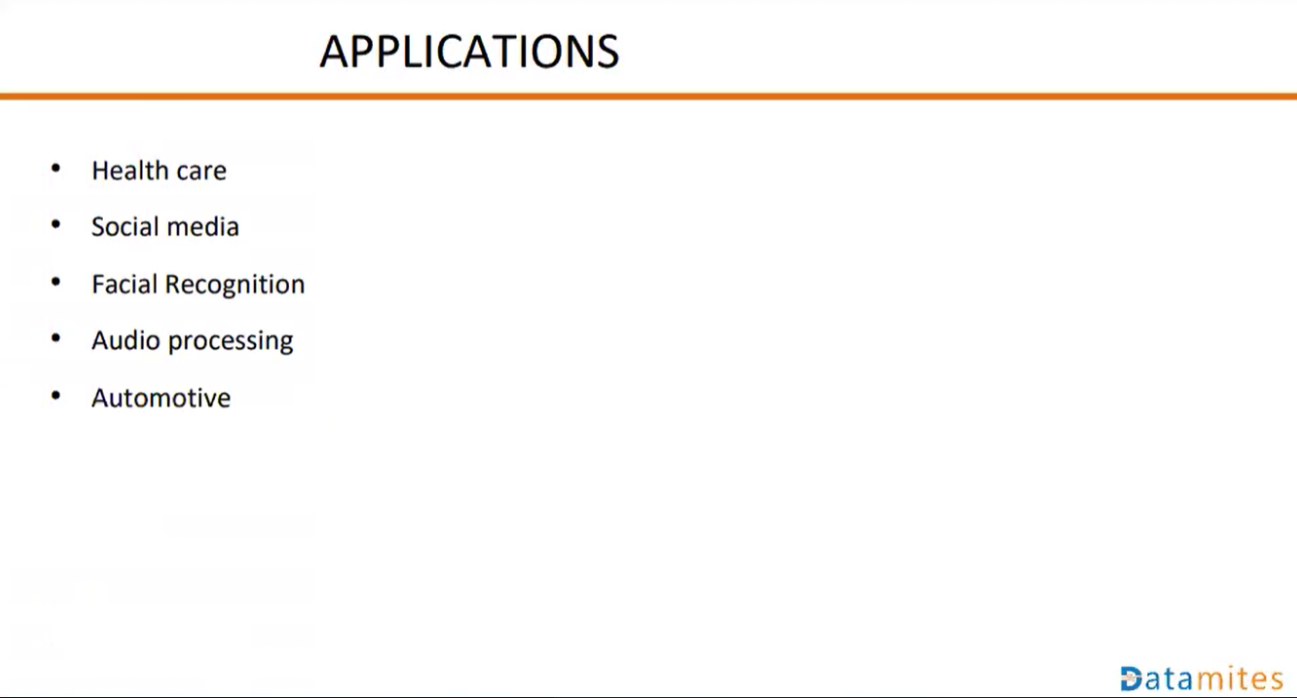 APPLICATIONS
• Health care
• Social media
• Facial Recognition
• Audio processing
• Automotive
Datamites